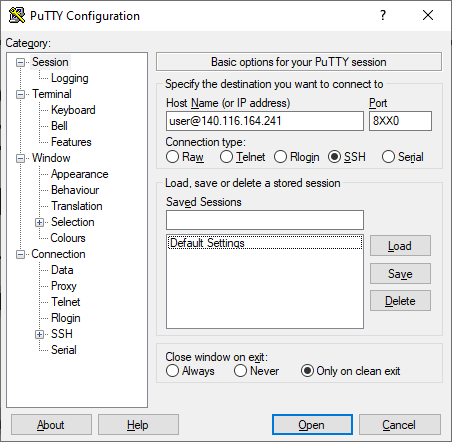 PuTTY Configuration
Category:
Session
Logging
Terminal
Keyboard
Bell
Features
Window
Appearance
Behaviour
Translation
Selection
Colours
Connection
Data
Proxy
Telnet
Rlogin
SSH
Serial
Basic options for your PuTTY session
Specify the destination you want to connect to
Host Name (or IP address) Port
user@140.116.164.241 8XX0
Connection type:
Raw Telnet Rlogin SSH Serial
Load, save or delete a stored session
Saved Sessions
Default Settings
Load
Save
Delete
Close window on exit:
Always Never Only on clean exit
About Help Open Cancel